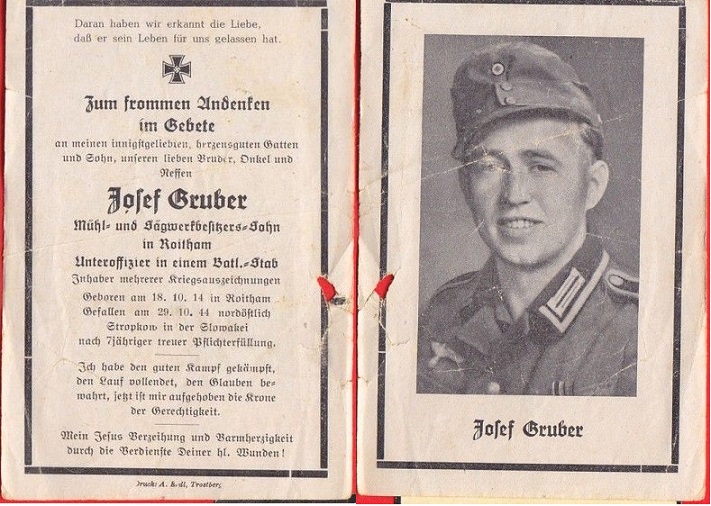 Daran haben wir erkannt die Liebe,
daß er sein Leben für uns gelassen hat.
Zum frommen Andenken
im Gebete
an meinen innigstgeliebten, herzensguten Gatten
und Sohn, unseren lieben Bruder, Onkel und
Neffen
Josef Gruber
Mühl- und Sägwerkbesitzers-Sohn
in Roitham
Unteroffizier in einem Batl.-Stab
Inhaber mehrerer Kriegsauszeichnungen
Geboren am 18. 10. 14 in Roitham
Gefallen am 29. 10. 44 nordöstlich
Stropkow in der Slowakei
nach 7jähriger treuer Pflichterfüllung.
Ich habe den guten Kampf gekämpft,
den Lauf vollendet, den Glauben be-
wahrt, jetzt ist mir aufgehoben die Krone
der Gerechtigkeit.
Mein Jesus Verzeihung und Barmherzigkeit
durch die Verdienste Deiner hl. Wunden!
Druck: A. Trostberg
Josef Gruber